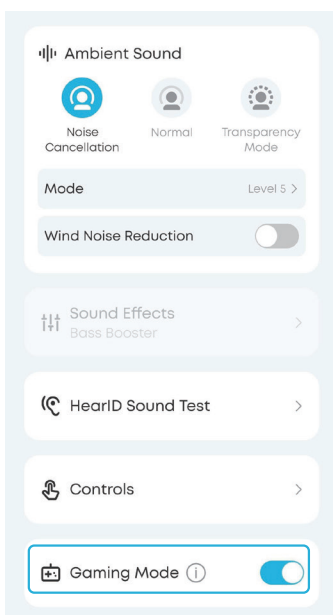 Ambient Sound
Noise
Cancellation
Normal
Transparency
Mode
Mode
Level 5 >
Wind Noise Reduction
Sound Effects
Bass Booster
HearID Sound Test
Controls
Gaming Mode